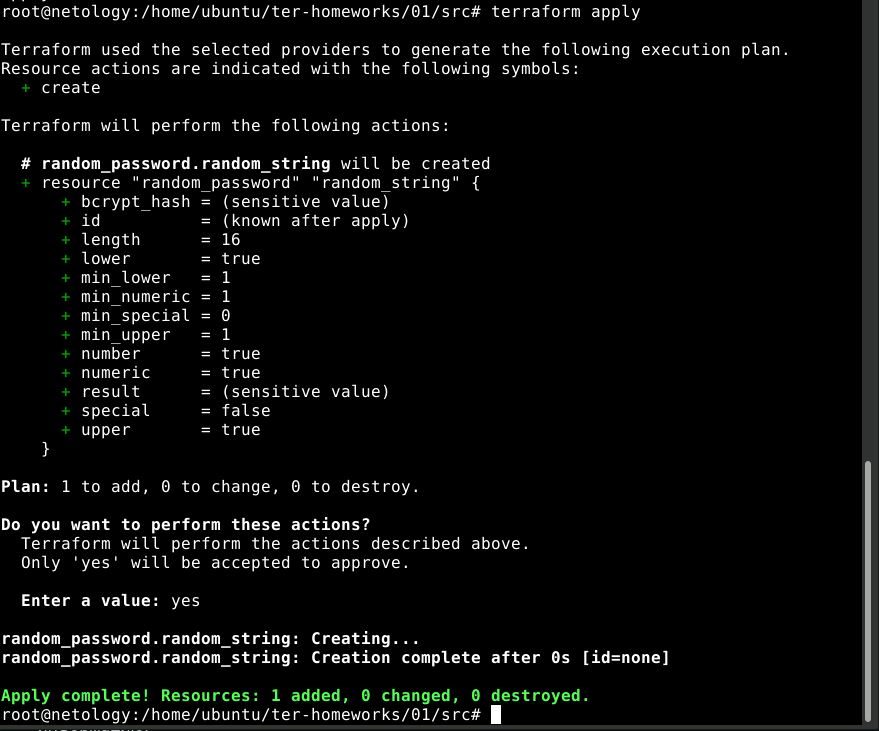 root@netology:/home/ubuntu/ter-homeworks/01/src# terraform apply
Terraform used the selected providers to generate the following execution plan.
Resource actions are indicated with the following symbols:
  + create
Terraform will perform the following actions:
  # random_password.random_string will be created
  + resource "random_password" "random_string" {
      + bcrypt_hash = (sensitive value)
      + id          = (known after apply)
      + length      = 16
      + lower       = true
      + min_lower   = 1
      + min_numeric = 1
      + min_special = 0
      + min_upper   = 1
      + number      = true
      + numeric     = true
      + result      = (sensitive value)
      + special     = false
      + upper       = true
    }
Plan: 1 to add, 0 to change, 0 to destroy.
Do you want to perform these actions?
  Terraform will perform the actions described above.
  Only 'yes' will be accepted to approve.
  Enter a value: yes
random_password.random_string: Creating...
random_password.random_string: Creation complete after 0s [id=none]
Apply complete! Resources: 1 added, 0 changed, 0 destroyed.
root@netology:/home/ubuntu/ter-homeworks/01/src#